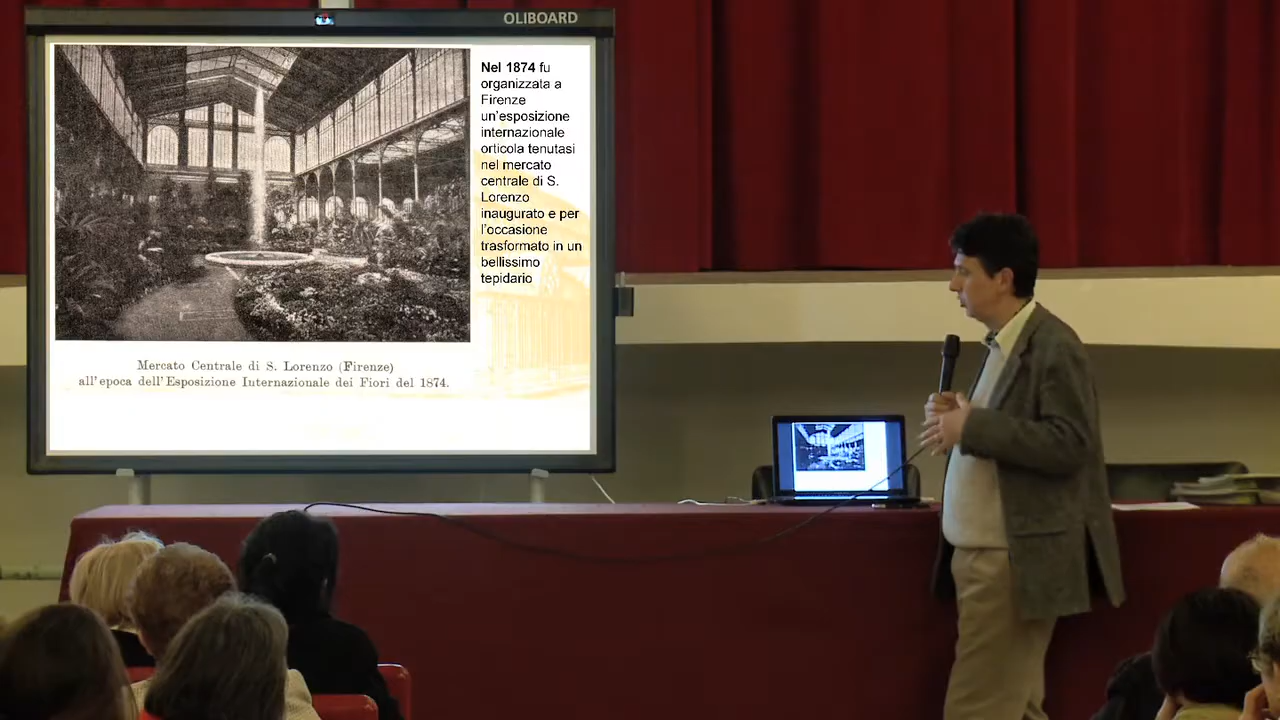 OLIBOARD
Nel 1874 fu
organizzata a
Firenze
un'esposizione
internazionale
orticola tenutasi
nel mercato
centrale di S.
Lorenzo
inaugurato e per
l'occasione
trasformato in un
bellissimo
tepidario
Mercato Centrale di S. Lorenzo (Firenze)
all'epoca dell'Esposizione Internazionale dei Fiori del 1874.